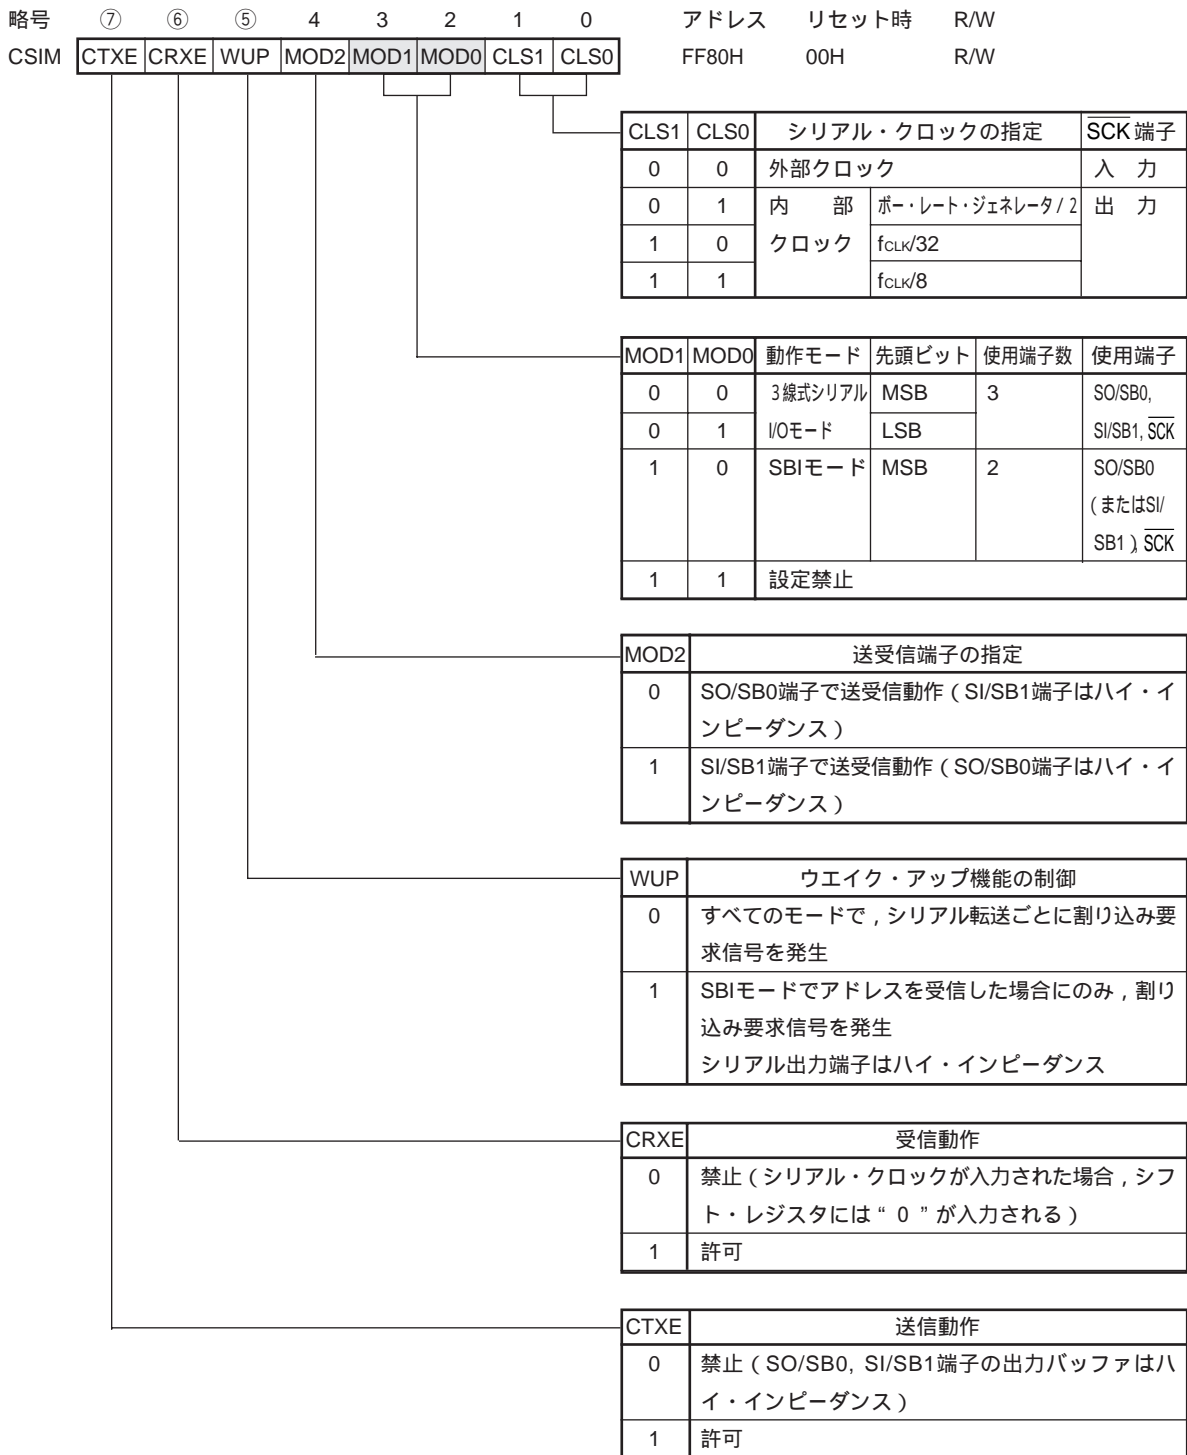 略号 ⑦ ⑥ ⑤ 4 3 2 1 0 アドレス リセット時 R/W
CSIM CTXE CRXE WUP MOD2 MOD1 MOD0 CLS1 CLS0 FF80H 00H R/W
CLS1 CLS0 シリアル・クロックの指定 SCK端子
0 0 外部クロック 入 力
0 1 内 部 ボー・レート・ジェネレータ/2 出 力
1 0 クロック fCLK/32
1 1 fCLK/8
MOD1 MOD0 動作モード 先頭ビット 使用端子数 使用端子
0 0 3線式シリアル MSB 3 SO/SB0,
0 1 I/Oモード LSB SI/SB1, SCK
1 0 SBIモード MSB 2 SO/SB0
(またはSI/
SB1), SCK
1 1 設定禁止
MOD2 送受信端子の指定
0 SO/SB0端子で送受信動作(SI/SB1端子はハイ・イ
ンピーダンス)
1 SI/SB1端子で送受信動作(SO/SB0端子はハイ・イ
ンピーダンス)
WUP ウエイク・アップ機能の制御
0 すべてのモードで,シリアル転送ごとに割り込み要
求信号を発生
1 SBIモードでアドレスを受信した場合にのみ,割り
込み要求信号を発生
シリアル出力端子はハイ・インピーダンス
CRXE 受信動作
0 禁止(シリアル・クロックが入力された場合,シフ
ト・レジスタには“0”が入力される)
1 許可
CTXE 送信動作
0 禁止(SO/SB0, SI/SB1端子の出力バッファはハ
イ・インピーダンス)
1 許可